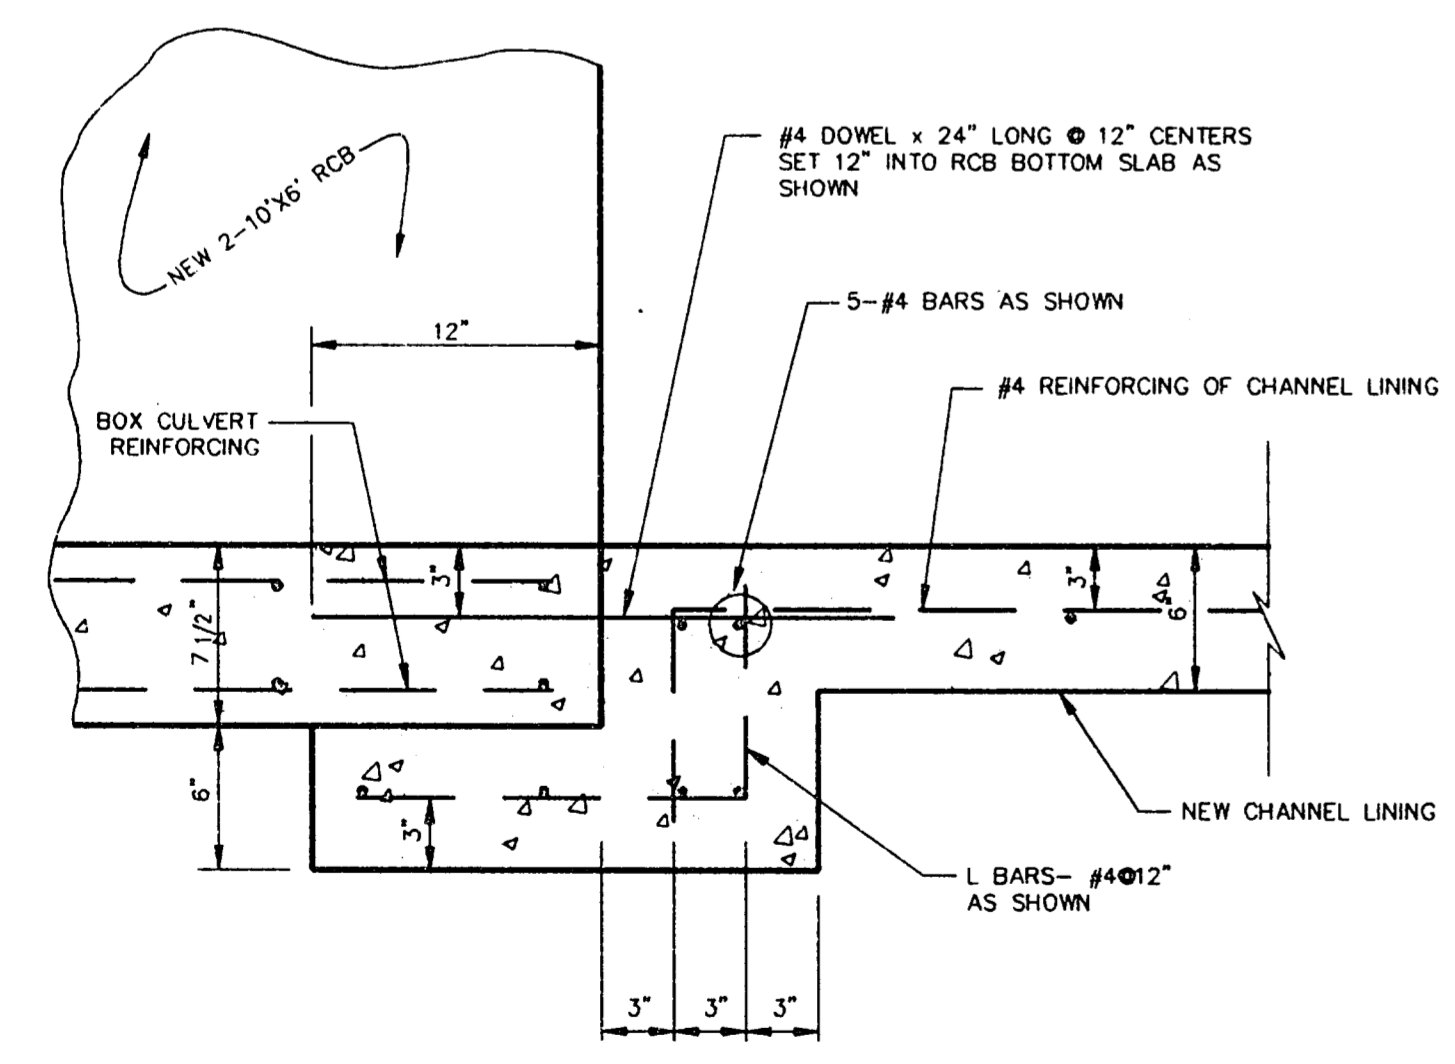 #4 DOWEL x 24" LONG @ 12" CENTERS
SET 12" INTO RCB BOTTOM SLAB AS
SHOWN
NEW 2-10'X6' RCB
5-#4 BARS AS SHOWN
12"
#4 REINFORCING OF CHANNEL LINING
BOX CULVERT
REINFORCING
3"
3"
6"
7 1/2"
6"
3"
NEW CHANNEL LINING
L BARS- #4@12"
AS SHOWN
3"
3"
3"